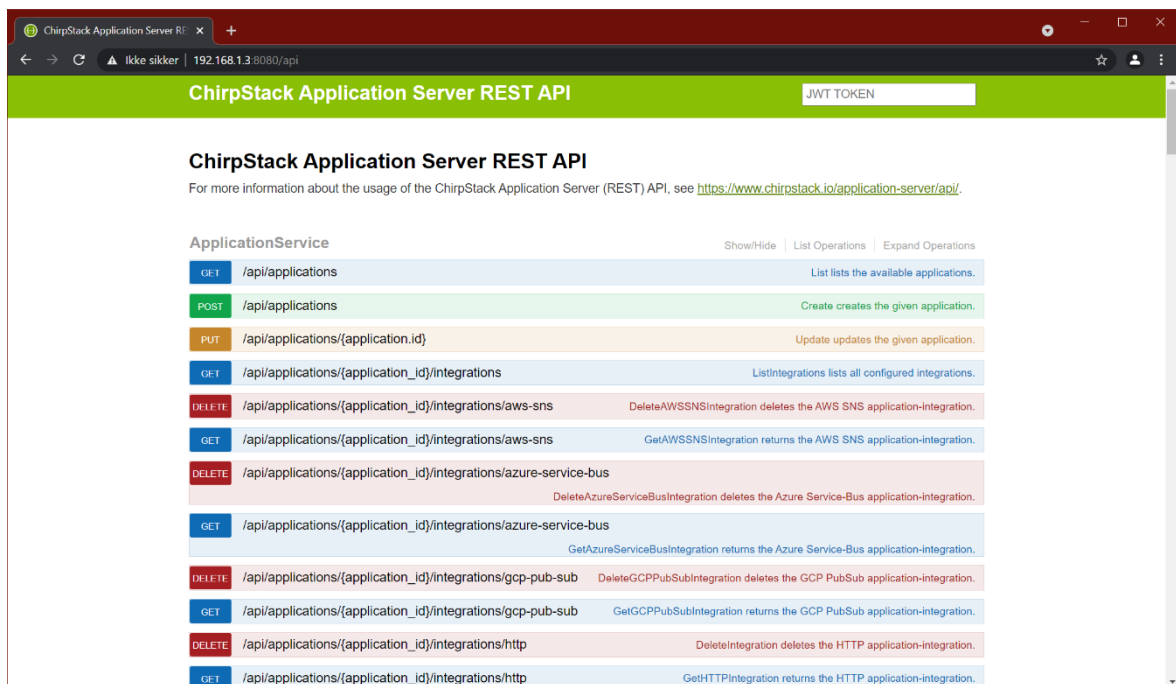 ChirpStack Application Server RE
Ikke sikker | 192.168.1.3:8080/api
ChirpStack Application Server REST API
JWT TOKEN
ChirpStack Application Server REST API
For more information about the usage of the ChirpStack Application Server (REST) API, see https://www.chirpstack.io/application-server/api/.
ApplicationService Show/Hide List Operations Expand Operations
GET /api/applications List lists the available applications.
POST /api/applications Create creates the given application.
PUT /api/applications/{application.id} Update updates the given application.
GET /api/applications/{application_id}/integrations ListIntegrations lists all configured integrations.
DELETE /api/applications/{application_id}/integrations/aws-sns DeleteAWSSNSIntegration deletes the AWS SNS application-integration.
GET /api/applications/{application_id}/integrations/aws-sns GetAWSSNSIntegration returns the AWS SNS application-integration.
DELETE /api/applications/{application_id}/integrations/azure-service-bus
DeleteAzureServiceBusIntegration deletes the Azure Service-Bus application-integration.
GET /api/applications/{application_id}/integrations/azure-service-bus
GetAzureServiceBusIntegration returns the Azure Service-Bus application-integration.
DELETE /api/applications/{application_id}/integrations/gcp-pub-sub DeleteGCPPubSubIntegration deletes the GCP PubSub application-integration.
GET /api/applications/{application_id}/integrations/gcp-pub-sub GetGCPPubSubIntegration returns the GCP PubSub application-integration.
DELETE /api/applications/{application_id}/integrations/http DeleteIntegration deletes the HTTP application-integration.
GET /api/applications/{application_id}/integrations/http GetHTTPIntegration returns the HTTP application-integration.